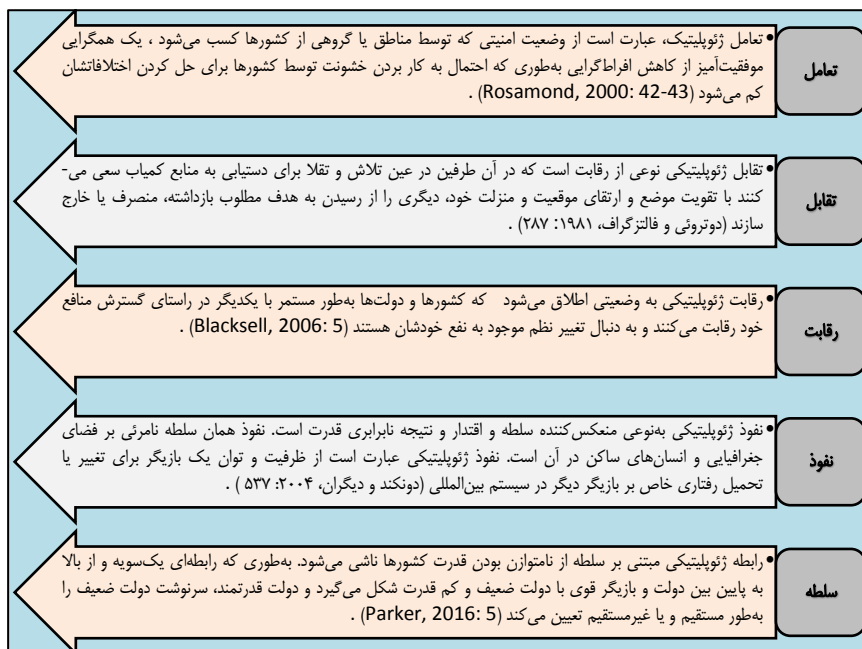 تعامل
• تعامل ژئوپلیتیک، عبارت است از وضعیت امنیتی که توسط مناطق یا گروهی از کشورها کسب می‌شود ، یک همگرایی
موفقیت‌آمیز از کاهش افراط‌گرایی به‌طوری که احتمال به کار بردن خشونت توسط کشورها برای حل کردن اختلافاتشان
کم می‌شود (Rosamond, 2000: 42-43) .
تقابل
• تقابل ژئوپلیتیکی نوعی از رقابت است که در آن طرفین در عین تلاش و تقلا برای دستیابی به منابع کمیاب سعی می-
کنند با تقویت موضع و ارتقای موقعیت و منزلت خود، دیگری را از رسیدن به هدف مطلوب بازداشته، منصرف یا خارج
سازند (دوتروئی و فالتزگراف، ۱۹۸۱: ۲۸۷) .
رقابت
• رقابت ژئوپلیتیکی به وضعیتی اطلاق می‌شود که کشورها و دولت‌ها به‌طور مستمر با یکدیگر در راستای گسترش منافع
خود رقابت می‌کنند و به دنبال تغییر نظم موجود به نفع خودشان هستند (Blacksell, 2006: 5) .
نفوذ
• نفوذ ژئوپلیتیکی به‌نوعی منعکس‌کننده سلطه و اقتدار و نتیجه نابرابری قدرت است. نفوذ همان سلطه نامرئی بر فضای
جغرافیایی و انسان‌های ساکن در آن است. نفوذ ژئوپلیتیکی عبارت است از ظرفیت و توان یک بازیگر برای تغییر یا
تحمیل رفتاری خاص بر بازیگر دیگر در سیستم بین‌المللی (دونکند و دیگران، ۲۰۰۴: ۵۳۷ ) .
سلطه
• رابطه ژئوپلیتیکی مبتنی بر سلطه از نامتوازن بودن قدرت کشورها ناشی می‌شود. به‌طوری که رابطه‌ای یک‌سویه و از بالا
به پایین بین دولت و بازیگر قوی با دولت ضعیف و کم قدرت شکل می‌گیرد و دولت قدرتمند، سرنوشت دولت ضعیف را
به‌طور مستقیم و یا غیرمستقیم تعیین می‌کند (Parker, 2016: 5) .